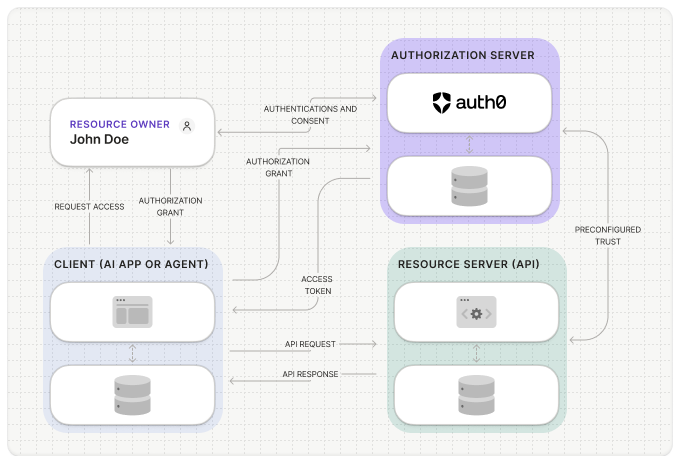 AUTHORIZATION SERVER
auth0
AUTHENTICATIONS AND
CONSENT
RESOURCE OWNER
John Doe
AUTHORIZATION
GRANT
REQUEST ACCESS
AUTHORIZATION
GRANT
PRECONFIGURED
TRUST
CLIENT (AI APP OR AGENT)
RESOURCE SERVER (API)
ACCESS
TOKEN
API REQUEST
API RESPONSE